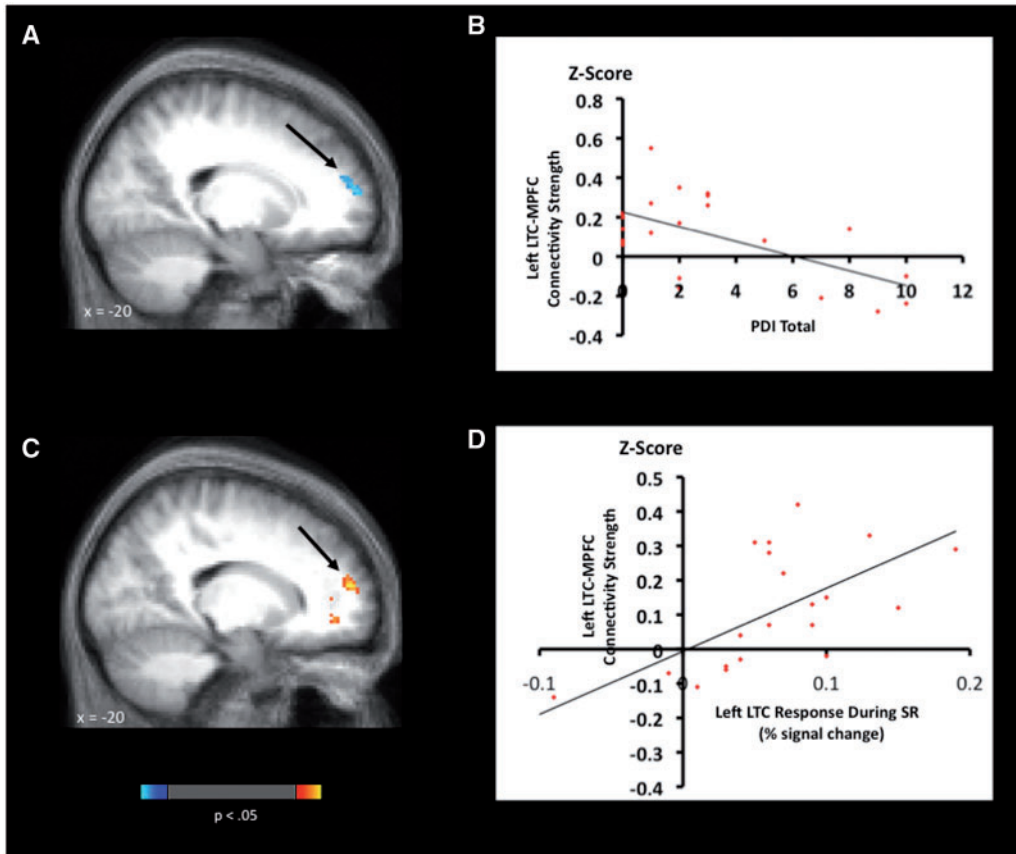 A
x = -20
B
Z-Score
Left LTC-MPFC
Connectivity Strength
0.8
0.6
0.4
0.2
0
-0.2
-0.4
0 2 4 6 8 10 12
PDI Total
C
x = -20
p < .05
D
Z-Score
Left LTC-MPFC
Connectivity Strength
0.5
0.4
0.3
0.2
0.1
0
-0.1
-0.2
-0.3
-0.4
-0.1 0 0.1 0.2
Left LTC Response During SR
(% signal change)